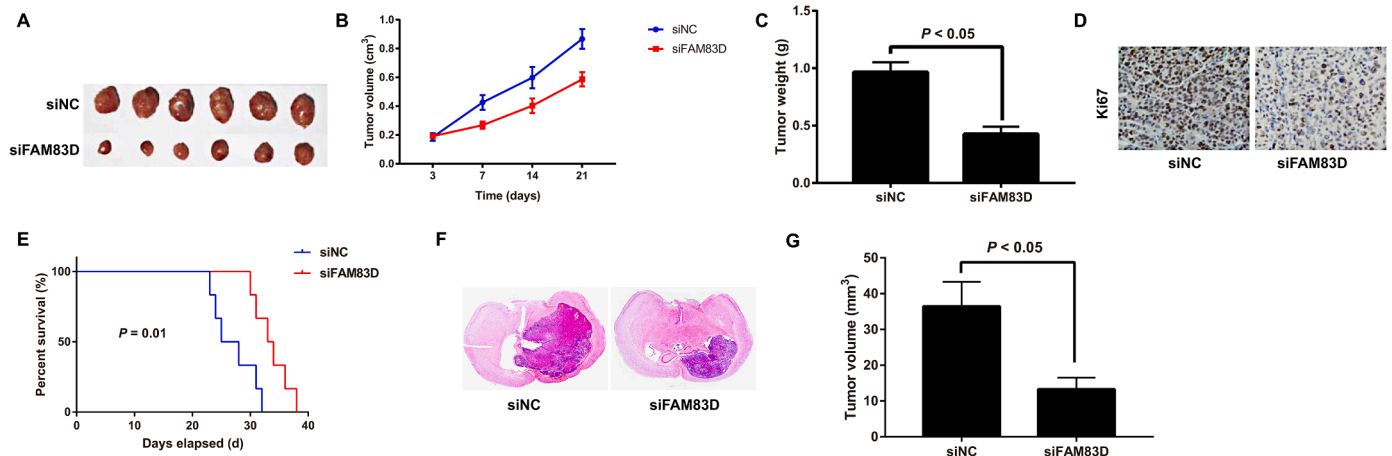 A
siNC
siFAM83D
B
Tumor volume (cm³)
1.0
0.8
0.6
0.4
0.2
0.0
3 7 14 21
Time (days)
siNC
siFAM83D
C
Tumor weight (g)
1.5
1.0
0.5
0.0
P < 0.05
siNC siFAM83D
D
Ki67
siNC siFAM83D
E
siNC
siFAM83D
Percent survival (%)
100
50
0
P = 0.01
0 10 20 30 40
Days elapsed (d)
F
siNC siFAM83D
G
Tumor volume (mm³)
50
40
30
20
10
0
P < 0.05
siNC siFAM83D